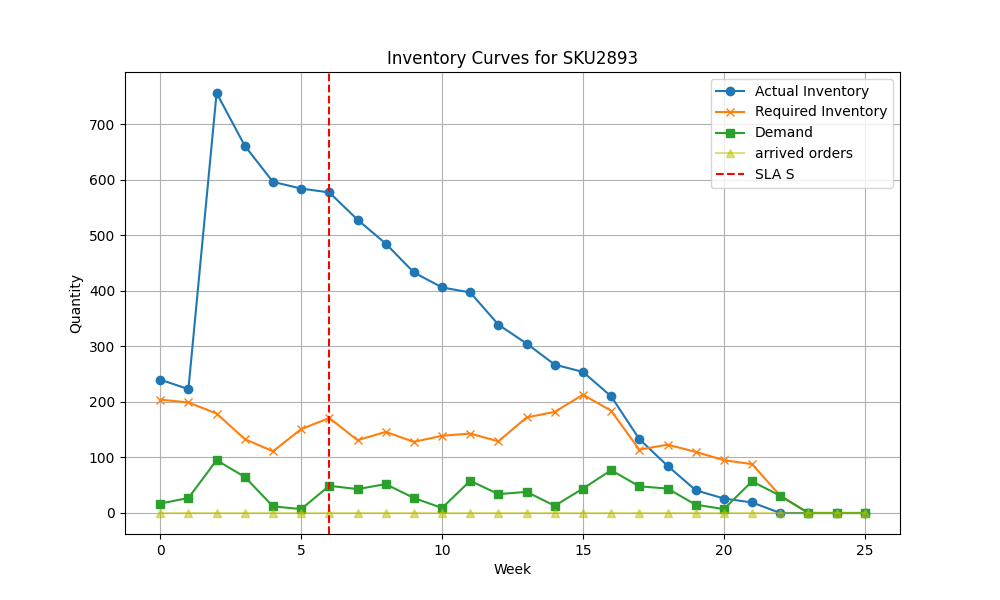 Inventory Curves for SKU2893
Actual Inventory
Required Inventory
Demand
arrived orders
SLA S
Quantity
700
600
500
400
300
200
100
0
0 5 10 15 20 25
Week